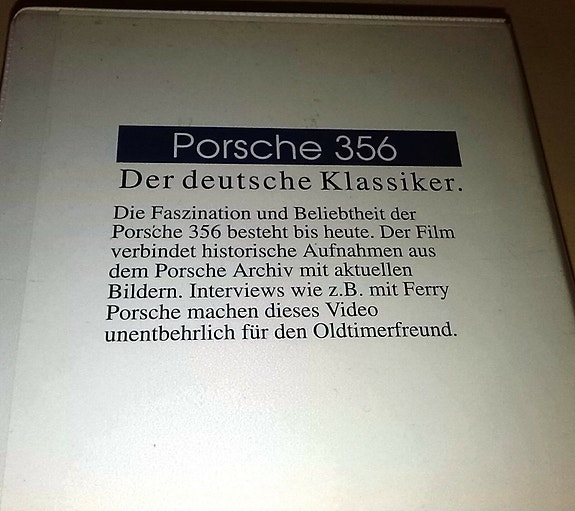 Porsche 356
Der deutsche Klassiker.
Die Faszination und Beliebtheit der
Porsche 356 besteht bis heute. Der Film
verbindet historische Aufnahmen aus
dem Porsche Archiv mit aktuellen
Bildern. Interviews wie z.B. mit Ferry
Porsche machen dieses Video
unentbehrlich für den Oldtimerfreund.